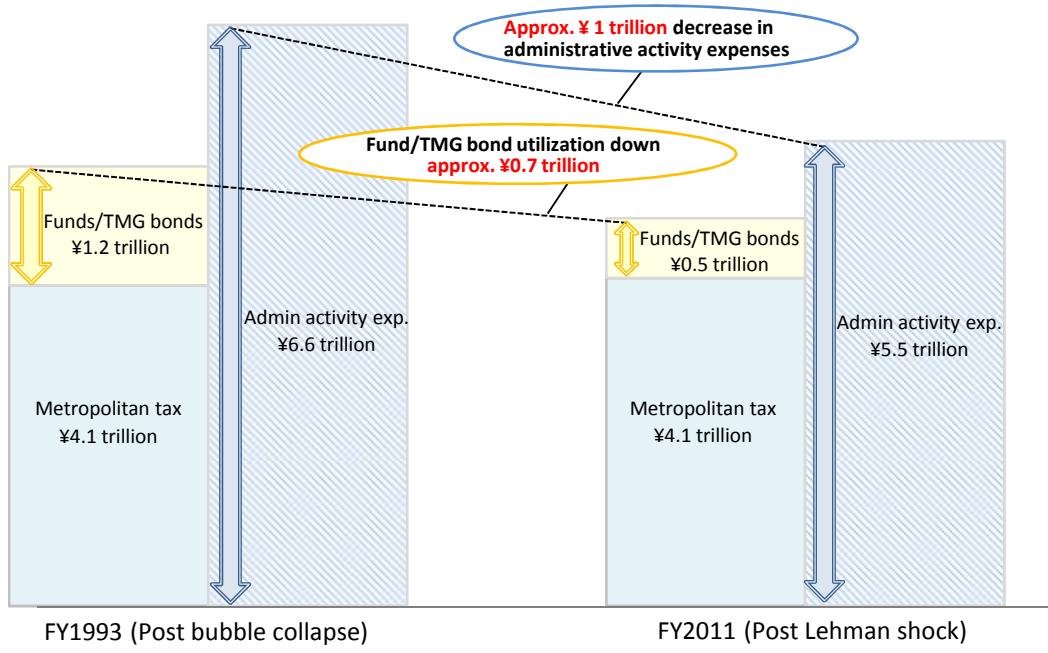 Approx. ¥ 1 trillion decrease in
administrative activity expenses
Fund/TMG bond utilization down
approx. ¥0.7 trillion
Funds/TMG bonds
¥1.2 trillion
Admin activity exp.
¥6.6 trillion
Metropolitan tax
¥4.1 trillion
Funds/TMG bonds
¥0.5 trillion
Admin activity exp.
¥5.5 trillion
Metropolitan tax
¥4.1 trillion
FY1993 (Post bubble collapse)
FY2011 (Post Lehman shock)